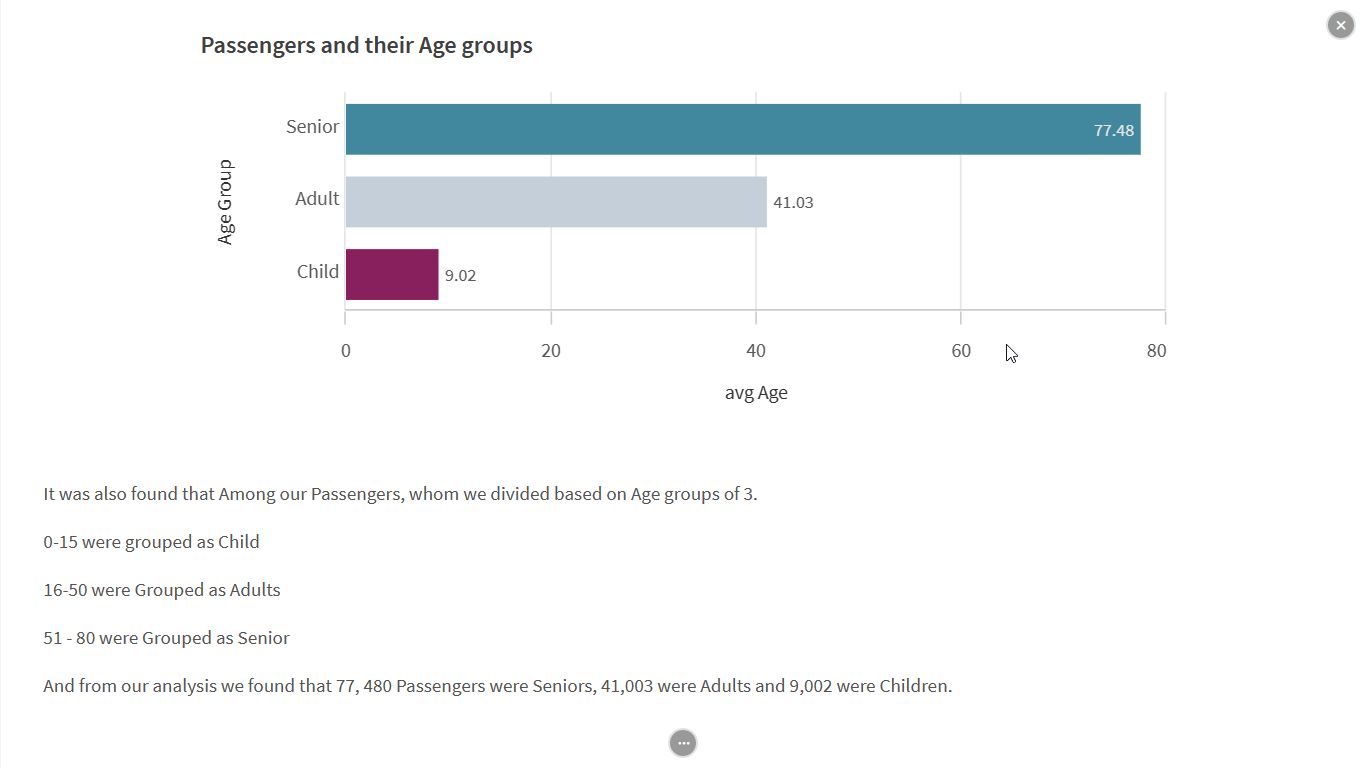 Passengers and their Age groups
Age Group
Senior
77.48
Adult
41.03
Child
9.02
0 20 40 60 80
avg Age
It was also found that Among our Passengers, whom we divided based on Age groups of 3.
0-15 were grouped as Child
16-50 were Grouped as Adults
51 - 80 were Grouped as Senior
And from our analysis we found that 77, 480 Passengers were Seniors, 41,003 were Adults and 9,002 were Children.